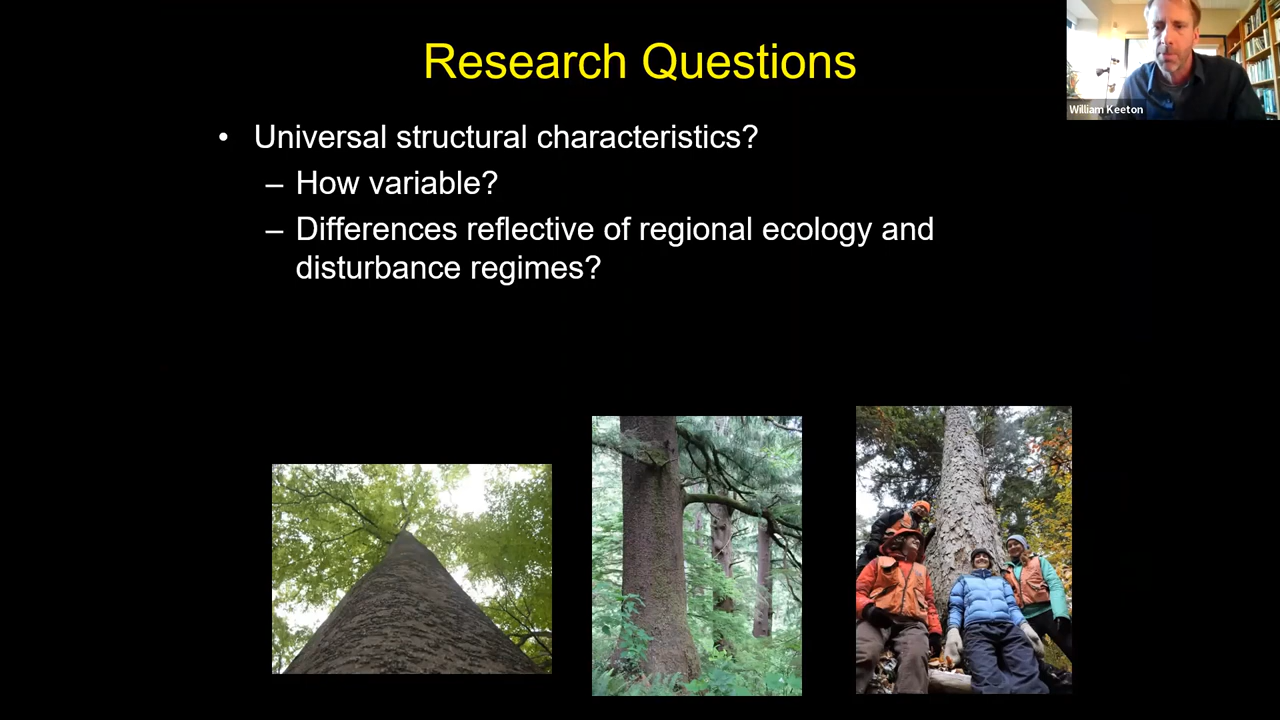 Research Questions
William Keeton
• Universal structural characteristics?
– How variable?
– Differences reflective of regional ecology and
disturbance regimes?